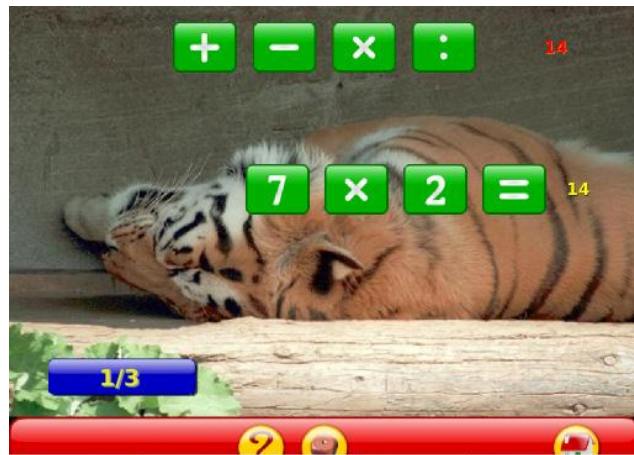 + − × : 14
7 × 2 = 14
1/3
?